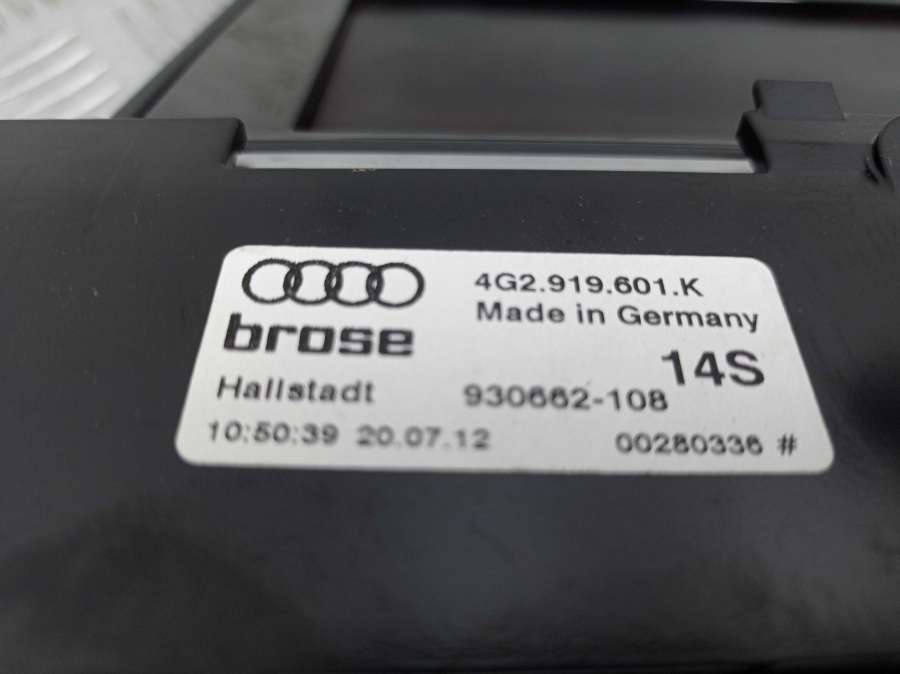 4G2.919.601.K
Made in Germany
brose
14S
Hallstadt 930662-108
10:50:39 20.07.12 00280336 #